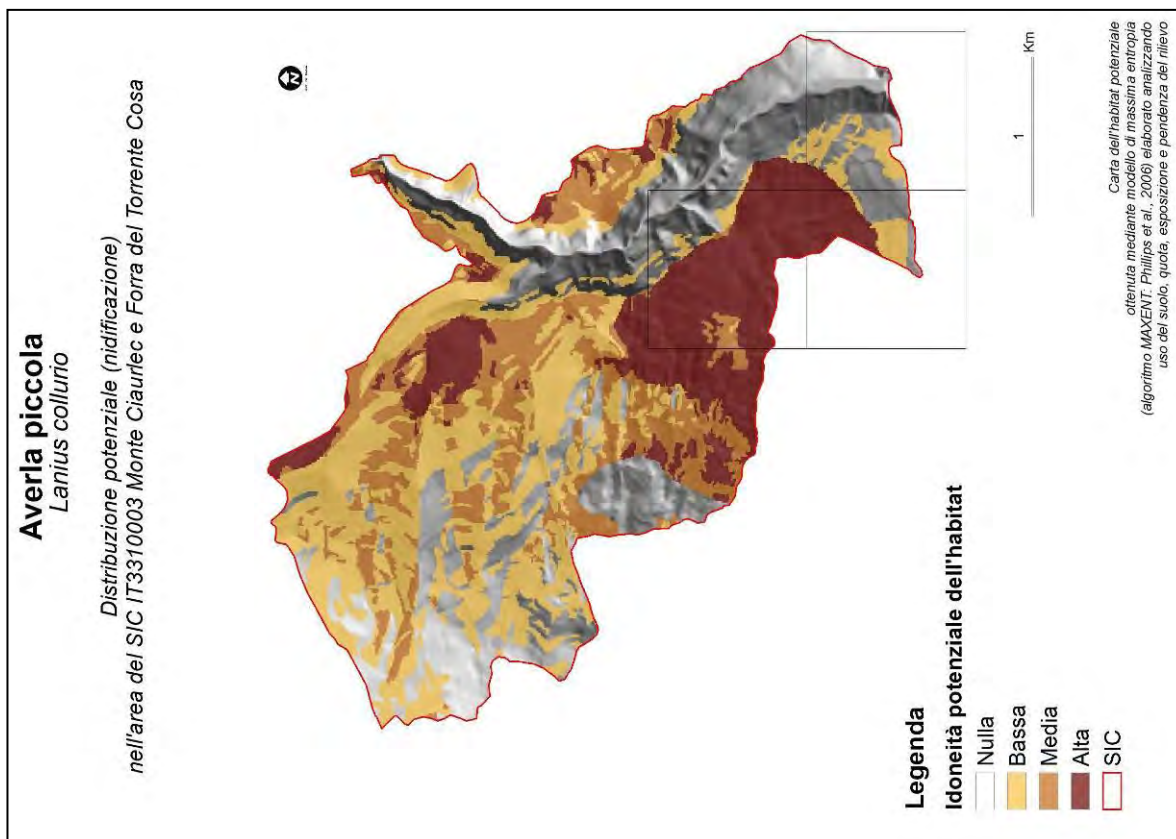 Averla piccola
Lanius collurio
Distribuzione potenziale (nidificazione)
nell'area del SIC IT3310003 Monte Ciaurlec e Forra del Torrente Cosa
N
Legenda
Idoneità potenziale dell'habitat
Nulla
Bassa
Media
Alta
SIC
1 Km
Carta dell'habitat potenziale
ottenuta mediante modello di massima entropia
(algoritmo MAXENT: Phillips et al., 2006) elaborato analizzando
uso del suolo, quota, esposizione e pendenza del rilievo